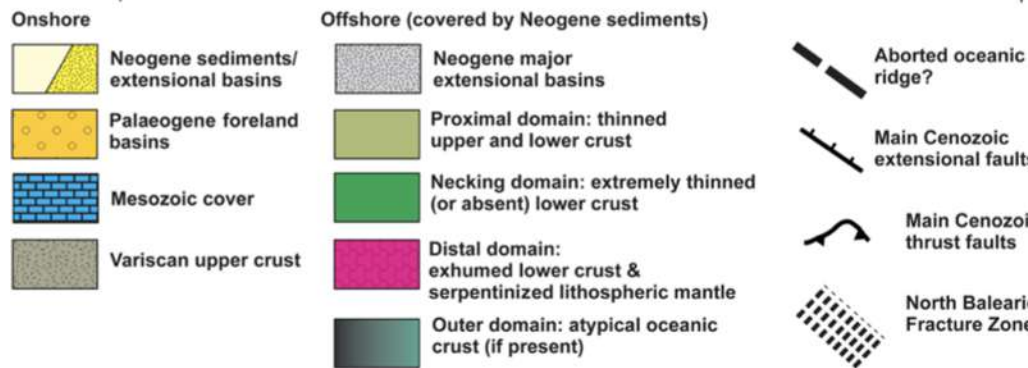 Onshore
Neogene sediments/
extensional basins
Palaeogene foreland
basins
Mesozoic cover
Variscan upper crust
Offshore (covered by Neogene sediments)
Neogene major
extensional basins
Proximal domain: thinned
upper and lower crust
Necking domain: extremely thinned
(or absent) lower crust
Distal domain:
exhumed lower crust &
serpentinized lithospheric mantle
Outer domain: atypical oceanic
crust (if present)
Aborted oceanic
ridge?
Main Cenozoic
extensional faults
Main Cenozoi
thrust faults
North Baleari
Fracture Zone